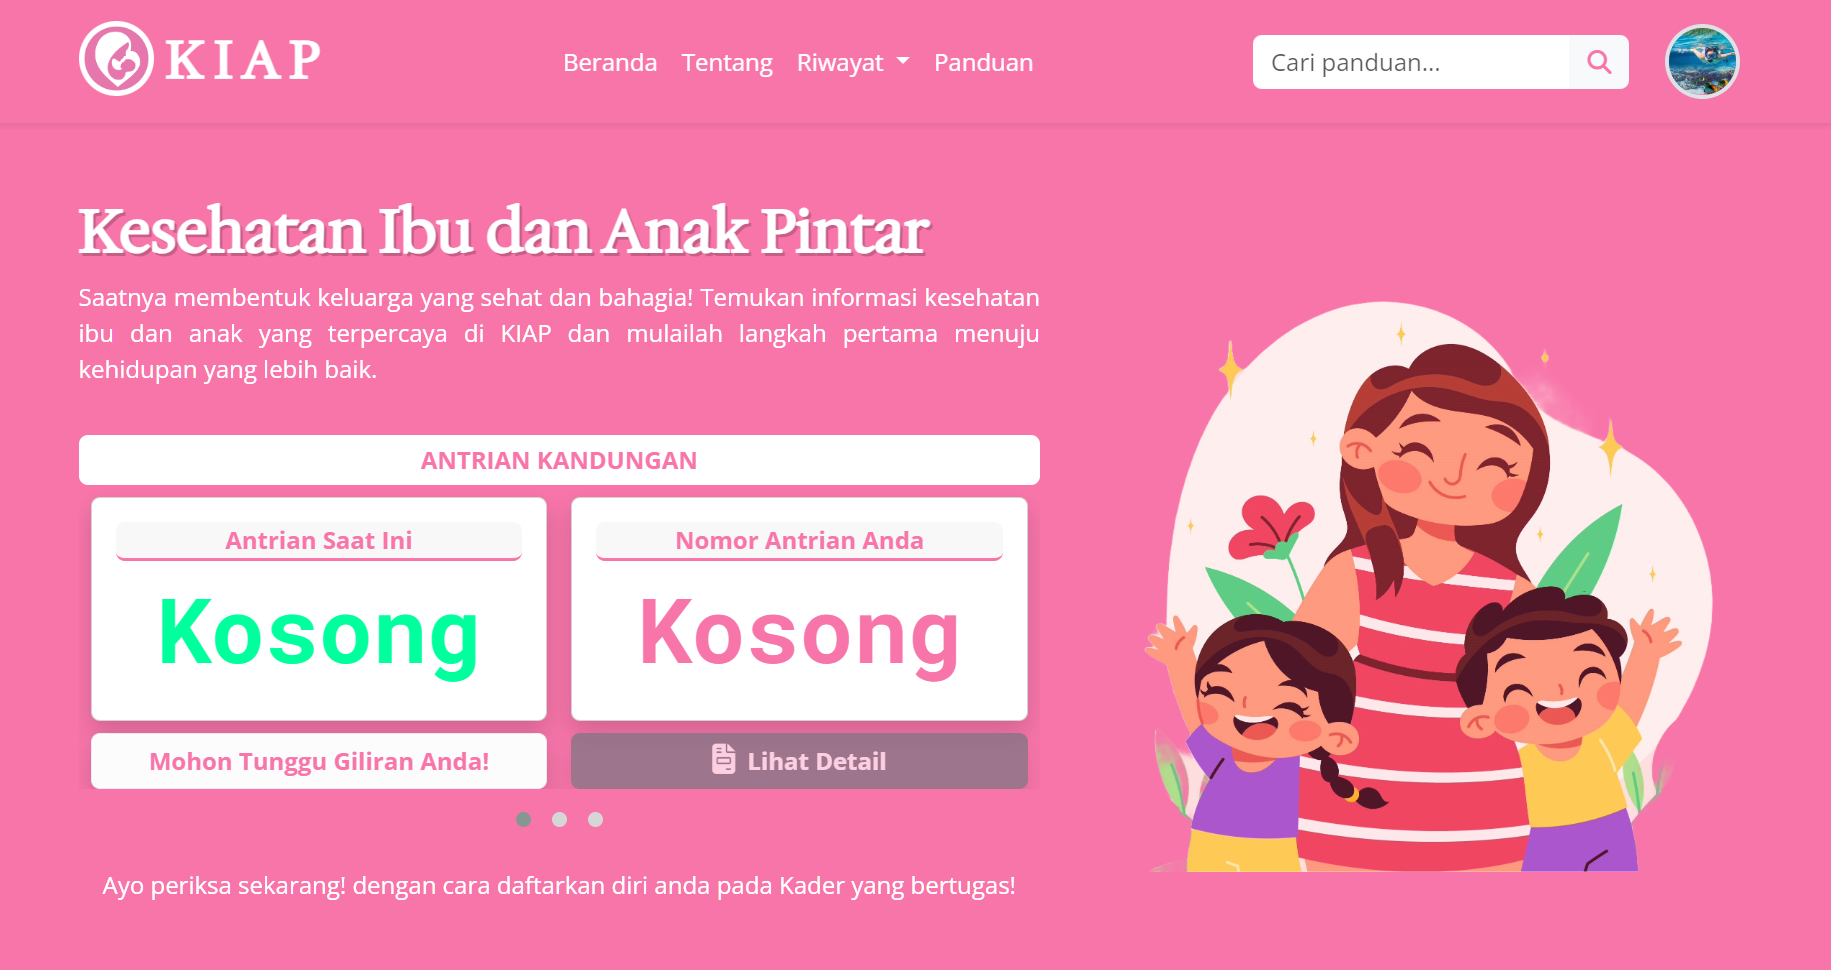 KIAP
Beranda
Tentang
Riwayat
Panduan
Cari panduan...
Kesehatan Ibu dan Anak Pintar
Saatnya membentuk keluarga yang sehat dan bahagia! Temukan informasi kesehatan
ibu dan anak yang terpercaya di KIAP dan mulailah langkah pertama menuju
kehidupan yang lebih baik.
ANTRIAN KANDUNGAN
Antrian Saat Ini
Kosong
Mohon Tunggu Giliran Anda!
Nomor Antrian Anda
Kosong
Lihat Detail
Ayo periksa sekarang! dengan cara daftarkan diri anda pada Kader yang bertugas!